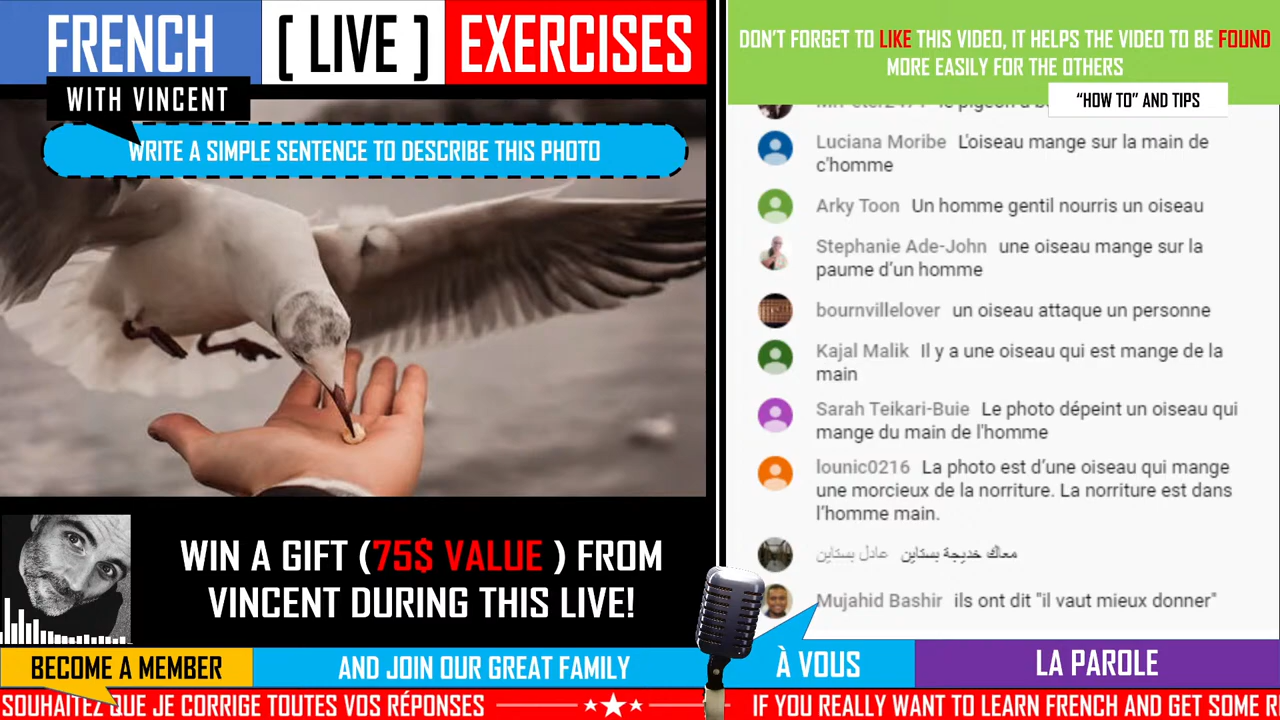 FRENCH [ LIVE ] EXERCISES
WITH VINCENT
WRITE A SIMPLE SENTENCE TO DESCRIBE THIS PHOTO
WIN A GIFT (75$ VALUE ) FROM
VINCENT DURING THIS LIVE!
BECOME A MEMBER
AND JOIN OUR GREAT FAMILY
DON'T FORGET TO LIKE THIS VIDEO, IT HELPS THE VIDEO TO BE FOUND
MORE EASILY FOR THE OTHERS
“HOW TO” AND TIPS
Luciana Moribe L'oiseau mange sur la main de
c'homme
Arky Toon Un homme gentil nourris un oiseau
Stephanie Ade-John une oiseau mange sur la
paume d’un homme
bournvillelover un oiseau attaque un personne
Kajal Malik Il y a une oiseau qui est mange de la
main
Sarah Teikari-Buie Le photo dépeint un oiseau qui
mange du main de l'homme
lounic0216 La photo est d’une oiseau qui mange
une morcieux de la norriture. La norriture est dans
l’homme main.
عادل بستاين معاك خديجة بستاين
Mujahid Bashir ils ont dit "il vaut mieux donner"
À VOUS
LA PAROLE
SOUHAITEZ QUE JE CORRIGE TOUTES VOS RÉPONSES
IF YOU REALLY WANT TO LEARN FRENCH AND GET SOME R